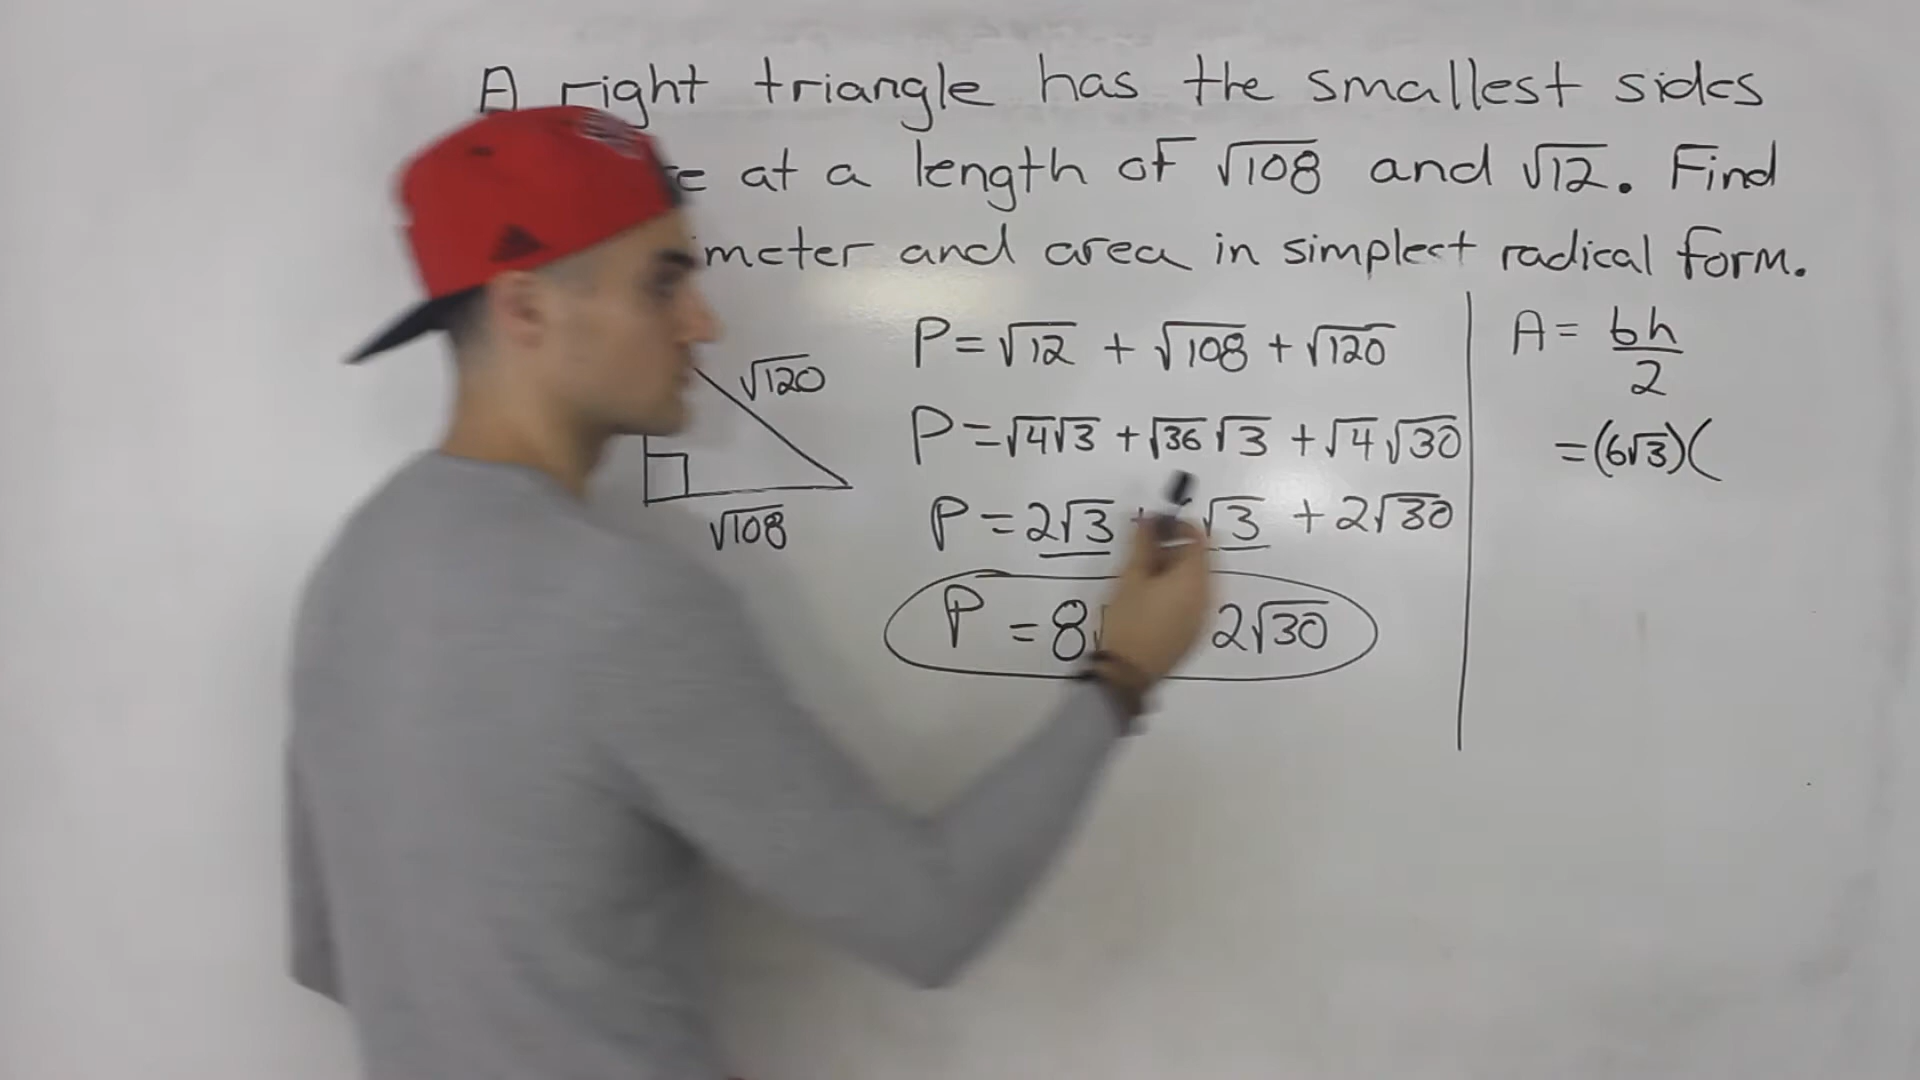 A right triangle has the smallest sides
at a length of √108 and √12. Find
and area in simplest radical form.
P = √12 + √108 + √120
A = bh/2
√120
P = √4√3 + √36√3 + √4√30
= (6√3)(
P = 2√3 + √3 + 2√30
√108
P = 8 2√30